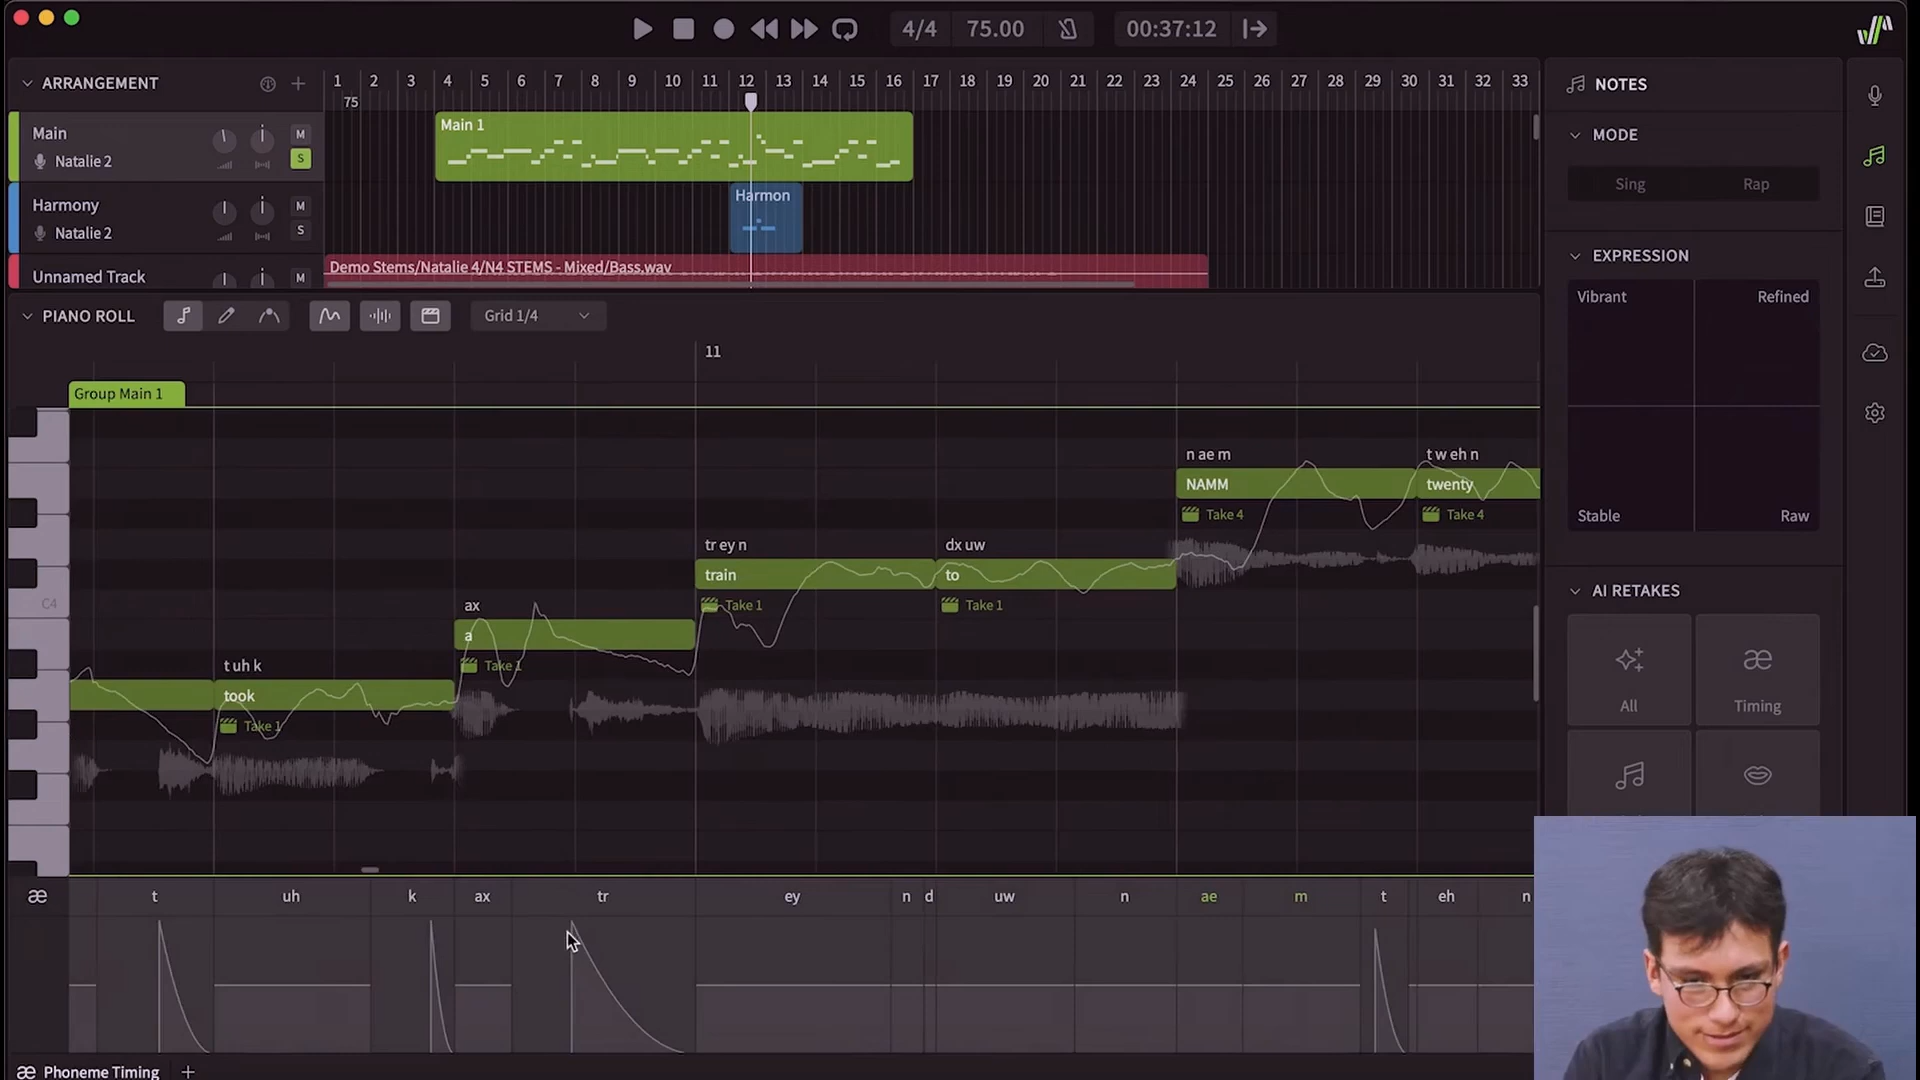 4/4 75.00 00:37:12
ARRANGEMENT
1 2 3 4 5 6 7 8 9 10 11 12 13 14 15 16 17 18 19 20 21 22 23 24 25 26 27 28 29 30 31 32 33
75
Main M
Natalie 2 S
Main 1
Harmony M
Natalie 2 S
Harmon
Unnamed Track M
Demo Stems/Natalie 4/N4 STEMS - Mixed/Bass.wav
PIANO ROLL Grid 1/4
11
Group Main 1
n ae m t w eh n
NAMM twenty
Take 4 Take 4
tr ey n dx uw
train to
Take 1 Take 1
C4
ax
a
Take 1
t uh k
took
Take 1
æ t uh k ax tr ey n d uw n ae m t eh n
æ Phoneme Timing +
NOTES
MODE
Sing Rap
EXPRESSION
Vibrant Refined
Stable Raw
AI RETAKES
æ
All Timing